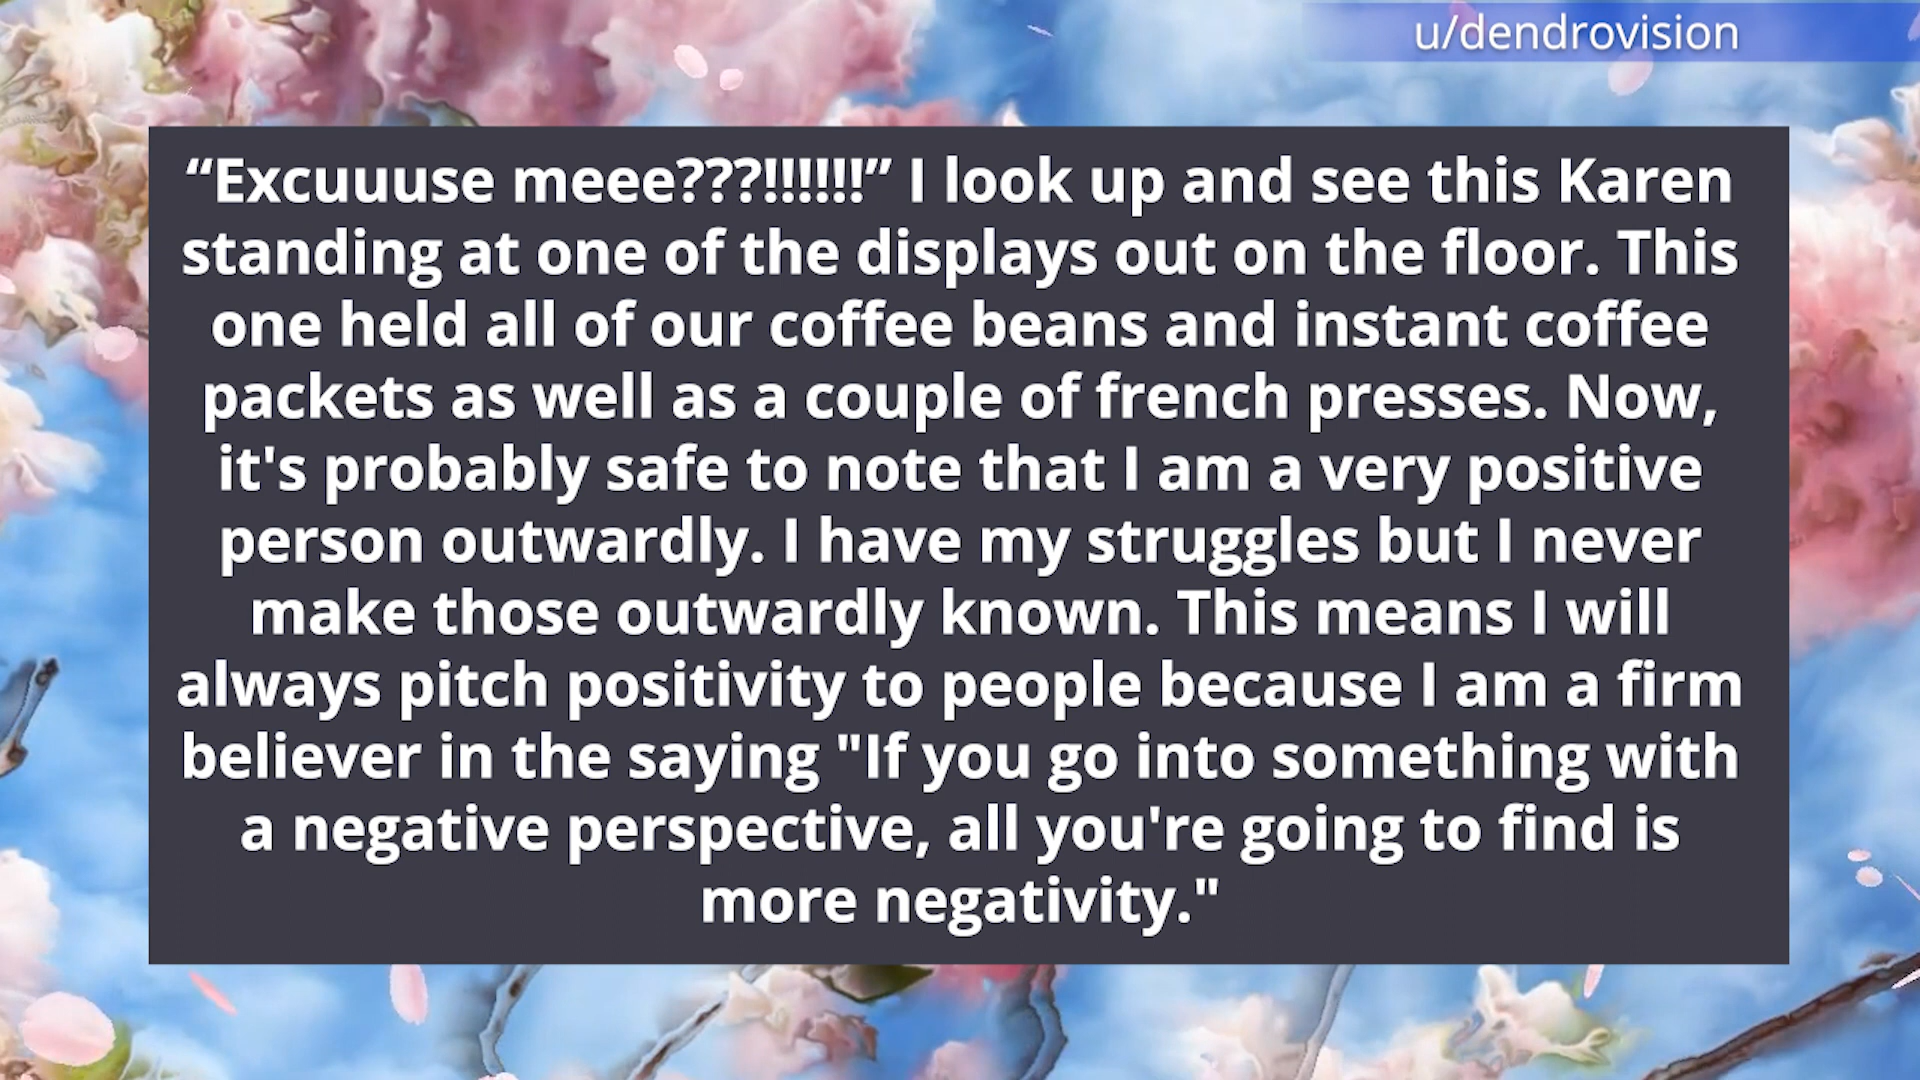 u/dendrovision
“Excuuuse meee???!!!!!!” I look up and see this Karen
standing at one of the displays out on the floor. This
one held all of our coffee beans and instant coffee
packets as well as a couple of french presses. Now,
it's probably safe to note that I am a very positive
person outwardly. I have my struggles but I never
make those outwardly known. This means I will
always pitch positivity to people because I am a firm
believer in the saying "If you go into something with
a negative perspective, all you're going to find is
more negativity."